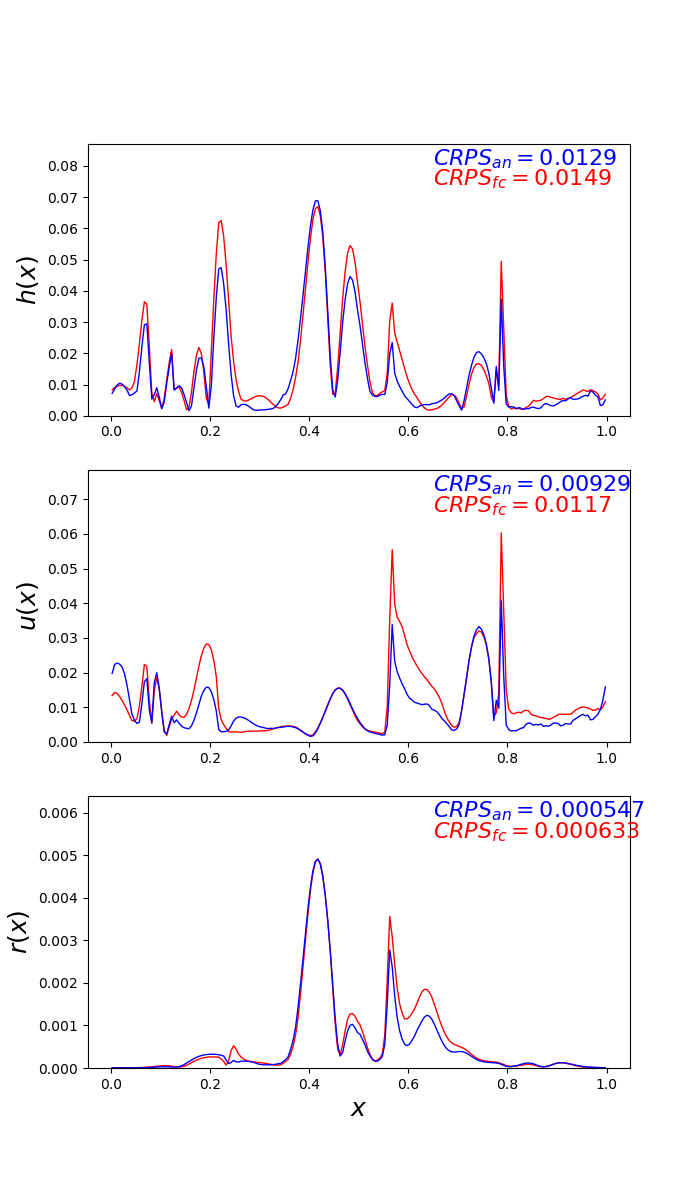 CRPS_an = 0.0129
CRPS_fc = 0.0149
h(x)
0.08
0.07
0.06
0.05
0.04
0.03
0.02
0.01
0.00
0.0 0.2 0.4 0.6 0.8 1.0
CRPS_an = 0.00929
CRPS_fc = 0.0117
u(x)
0.07
0.06
0.05
0.04
0.03
0.02
0.01
0.00
0.0 0.2 0.4 0.6 0.8 1.0
CRPS_an = 0.000547
CRPS_fc = 0.000633
r(x)
0.006
0.005
0.004
0.003
0.002
0.001
0.000
0.0 0.2 0.4 0.6 0.8 1.0
x